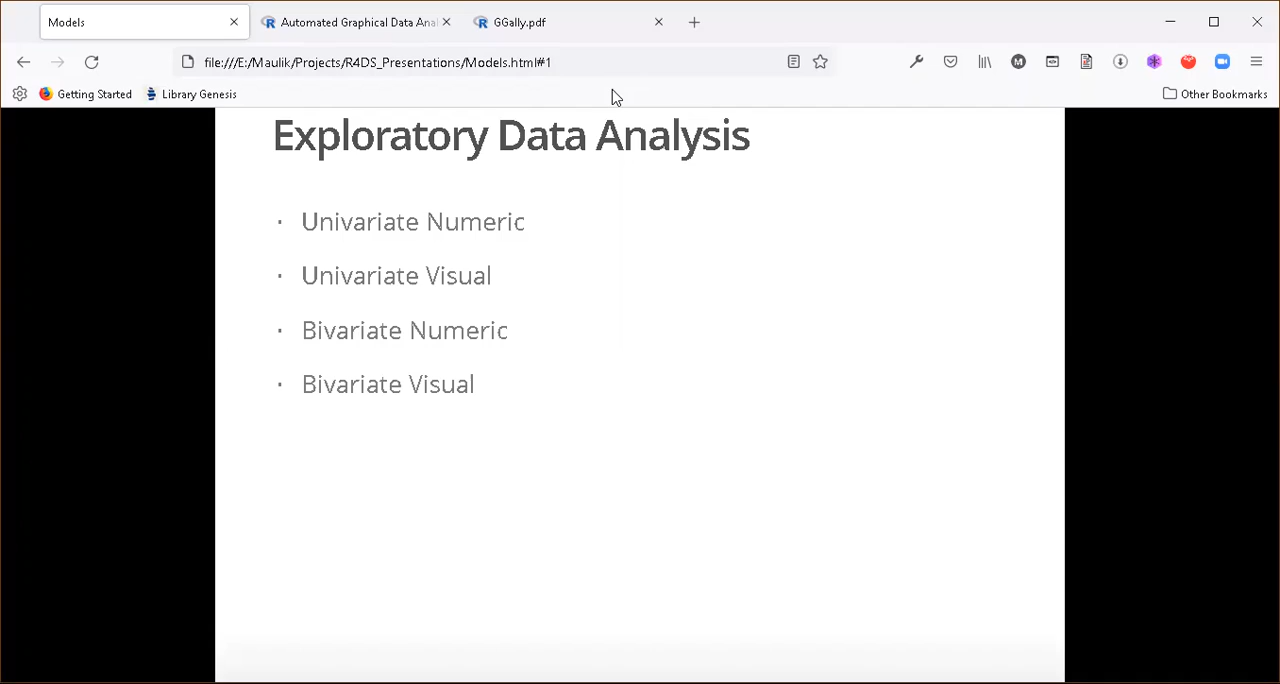 Models
Automated Graphical Data Anal
GGally.pdf
file:///E:/Maulik/Projects/R4DS_Presentations/Models.html#1
M
Getting Started
Library Genesis
Other Bookmarks
Exploratory Data Analysis
· Univariate Numeric
· Univariate Visual
· Bivariate Numeric
· Bivariate Visual